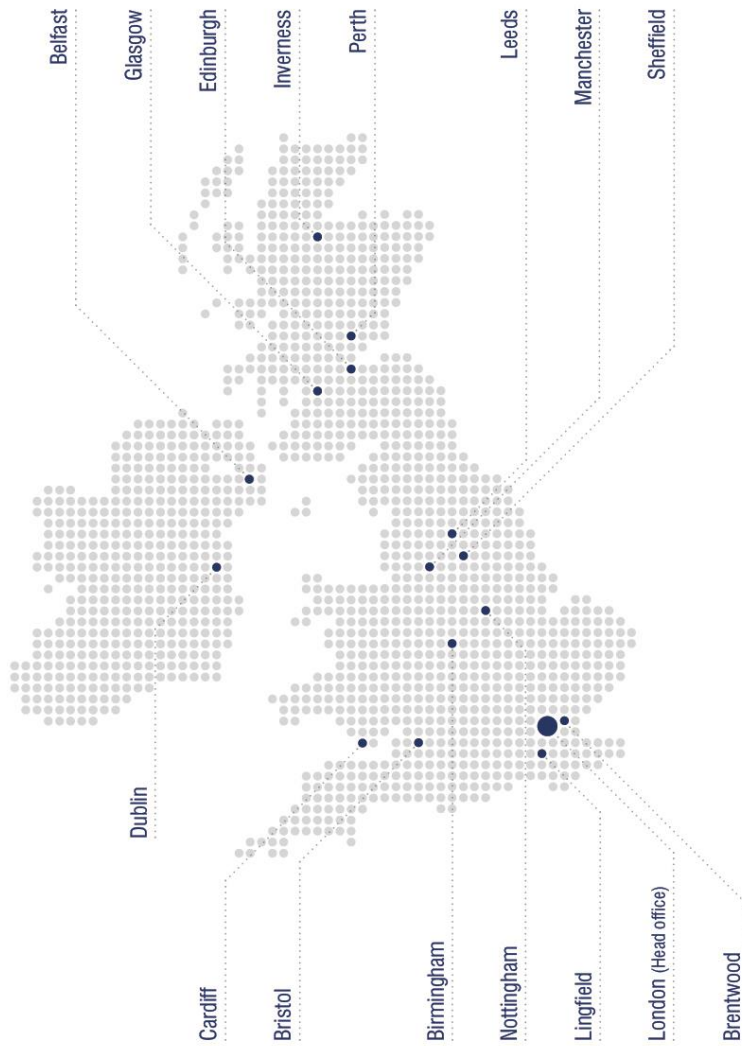 Belfast
Glasgow
Edinburgh
Inverness
Perth
Leeds
Manchester
Sheffield
Dublin
Cardiff
Bristol
Birmingham
Nottingham
Lingfield
London (Head office)
Brentwood